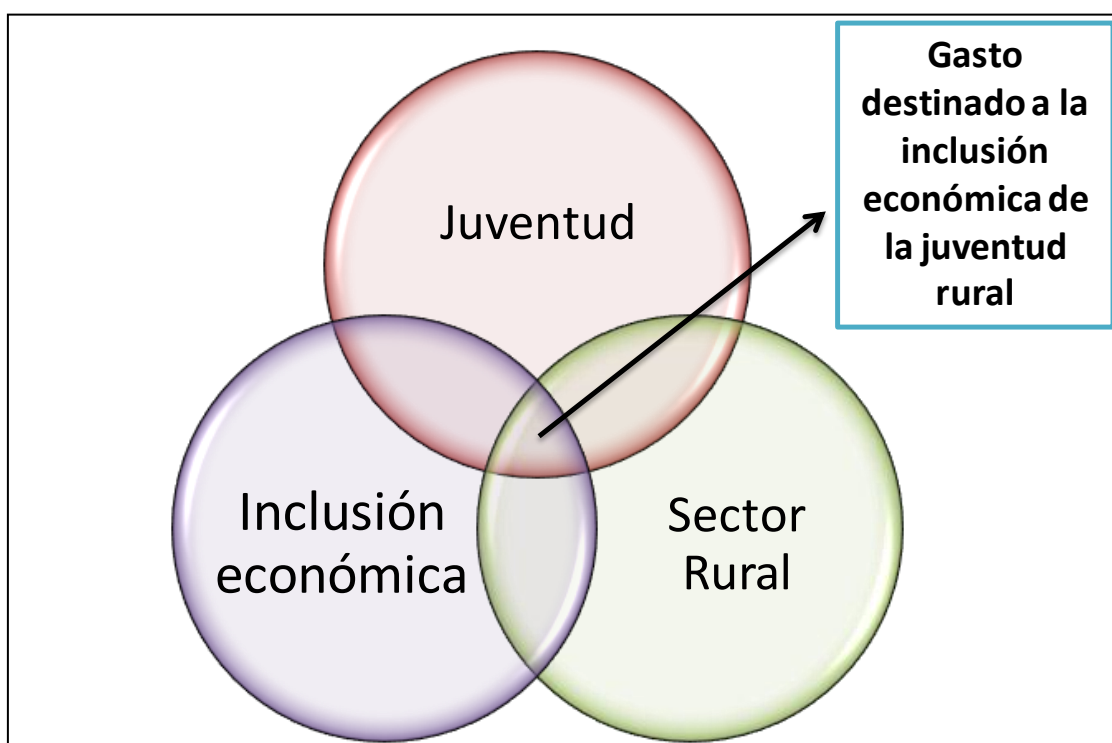 Gasto
destinado a la
inclusión
económica de
la juventud
rural
Juventud
Inclusión
económica
Sector
Rural